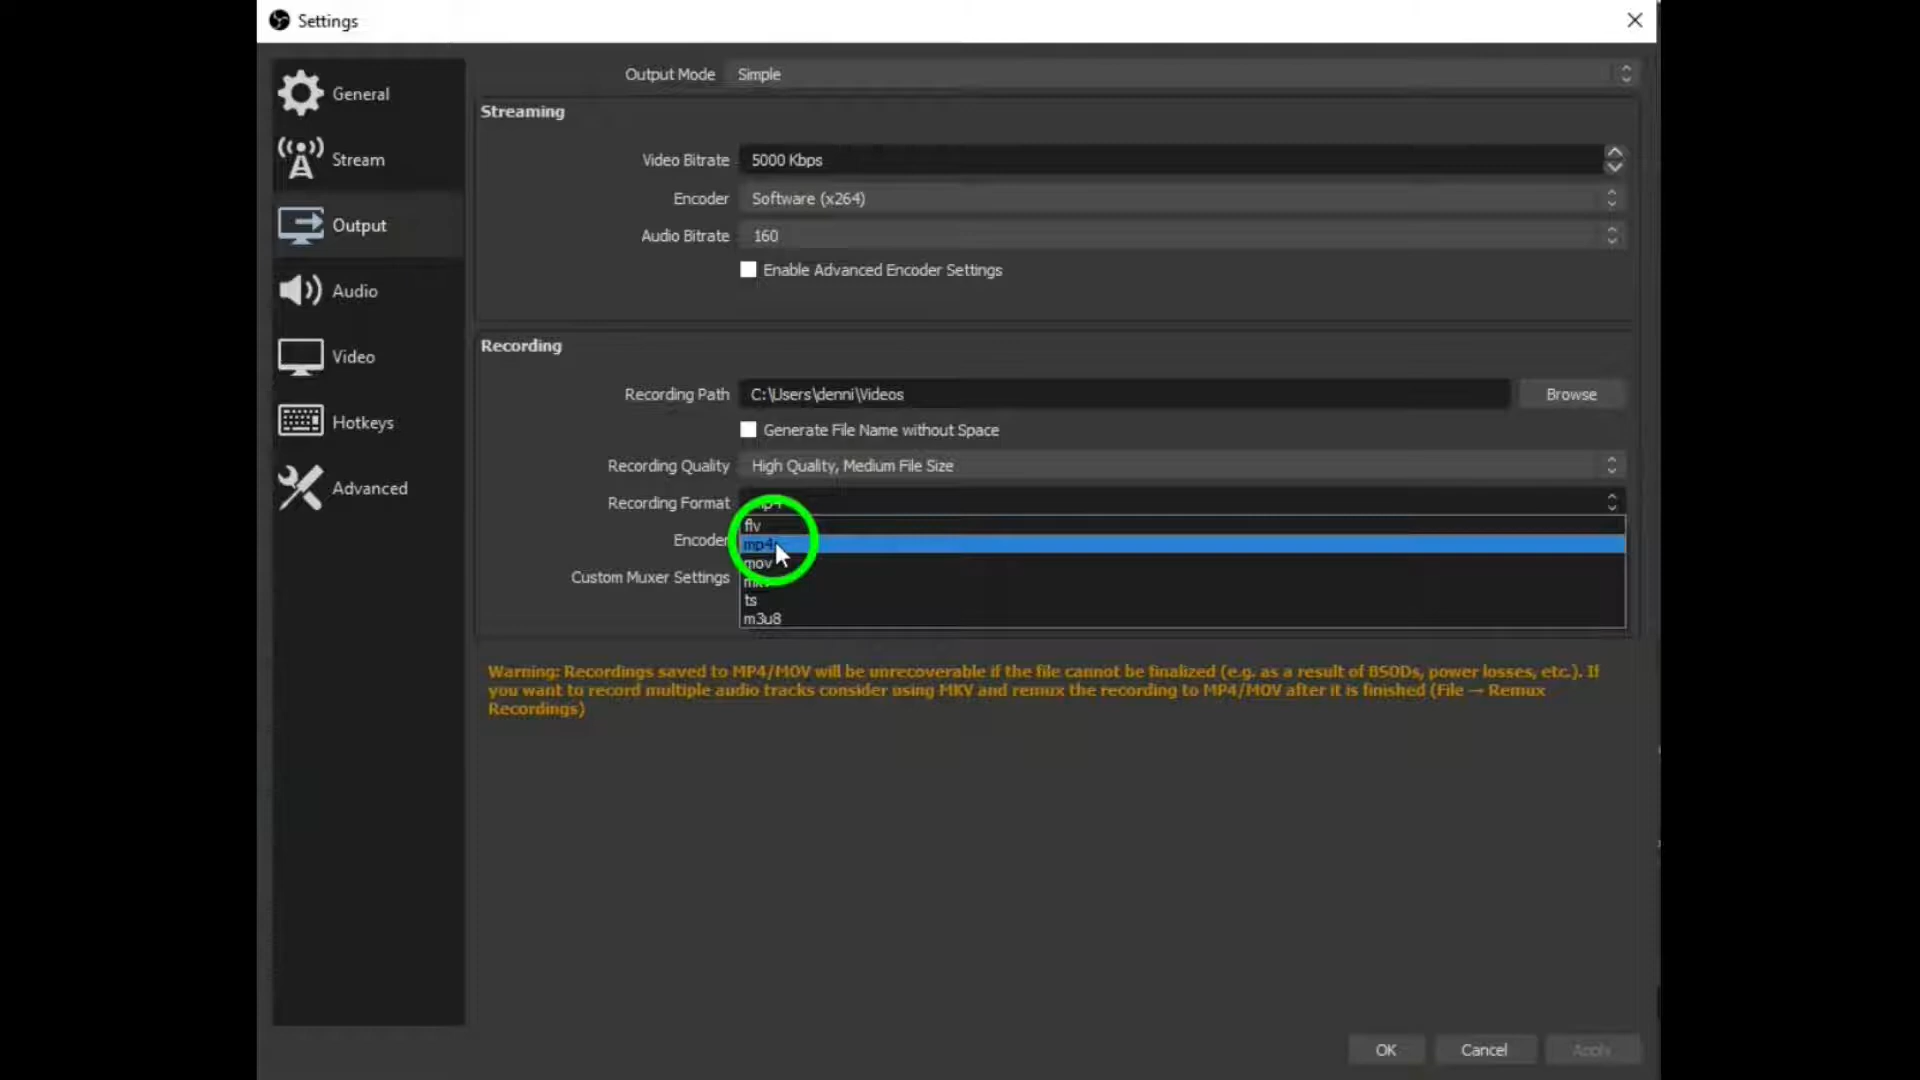 Settings
General
Stream
Output
Audio
Video
Hotkeys
Advanced
Output Mode Simple
Streaming
Video Bitrate 5000 Kbps
Encoder Software (x264)
Audio Bitrate 160
Enable Advanced Encoder Settings
Recording
Recording Path C:\Users\denni\Videos Browse
Generate File Name without Space
Recording Quality High Quality, Medium File Size
Recording Format mp4
flv
Encoder mp4
mov
Custom Muxer Settings mkv
ts
m3u8
Warning: Recordings saved to MP4/MOV will be unrecoverable if the file cannot be finalized (e.g. as a result of BSODs, power losses, etc.). If
you want to record multiple audio tracks consider using MKV and remux the recording to MP4/MOV after it is finished (File → Remux
Recordings)
OK Cancel Apply